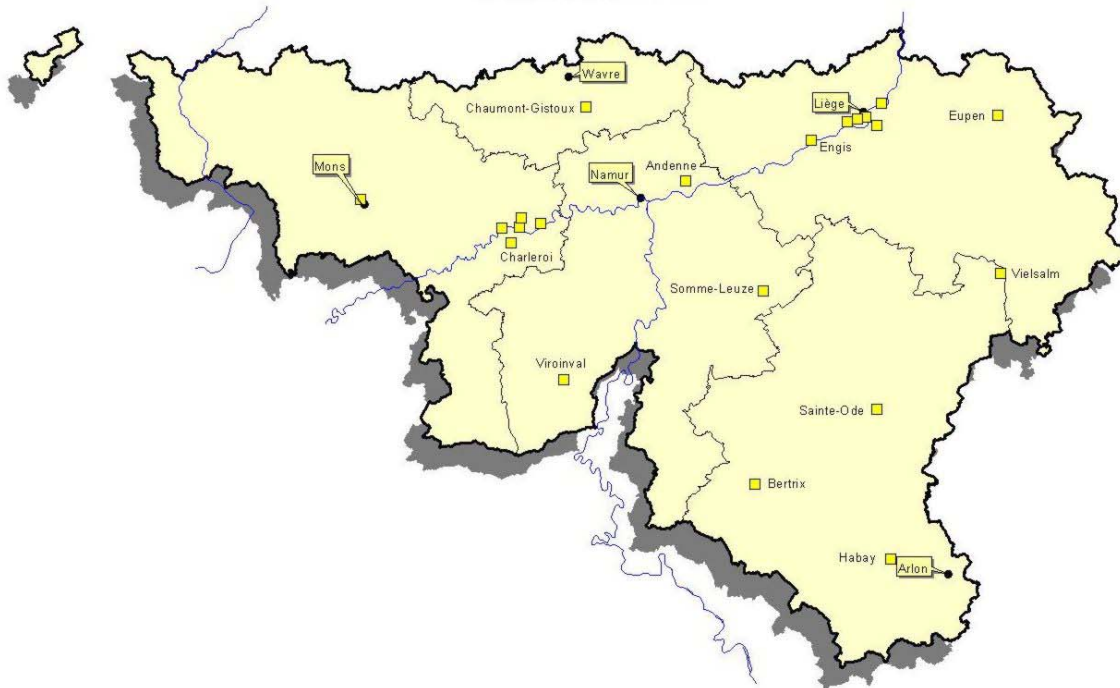 Wavre
Chaumont-Gistoux
Liège
Eupen
Engis
Andenne
Mons
Namur
Charleroi
Vielsalm
Somme-Leuze
Viroinval
Sainte-Ode
Bertrix
Habay
Arlon